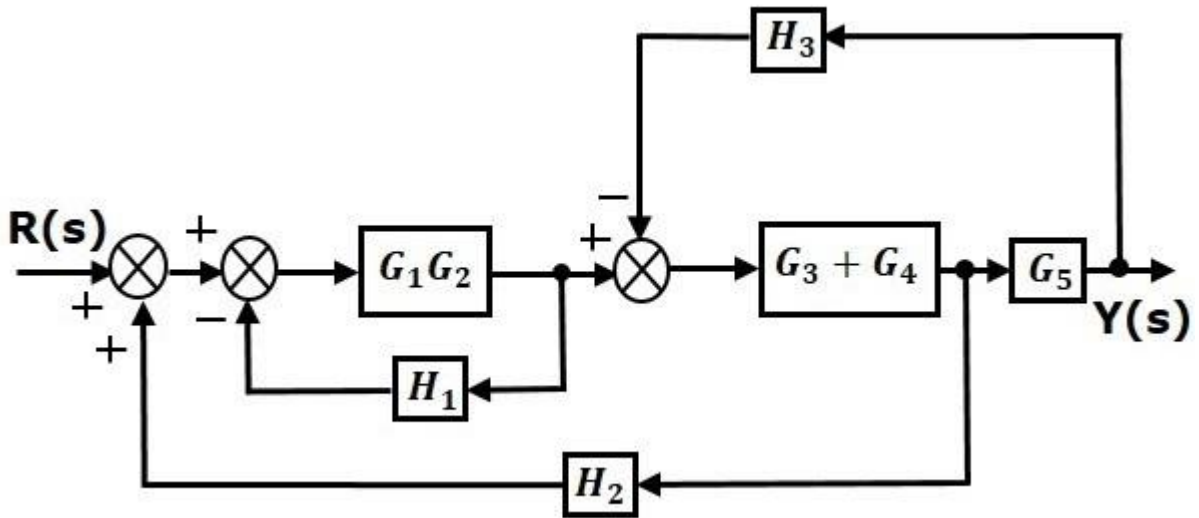 H₃
−
R(s)
+
+
G₁G₂
G₃ + G₄
G₅
+
−
Y(s)
+
H₁
H₂